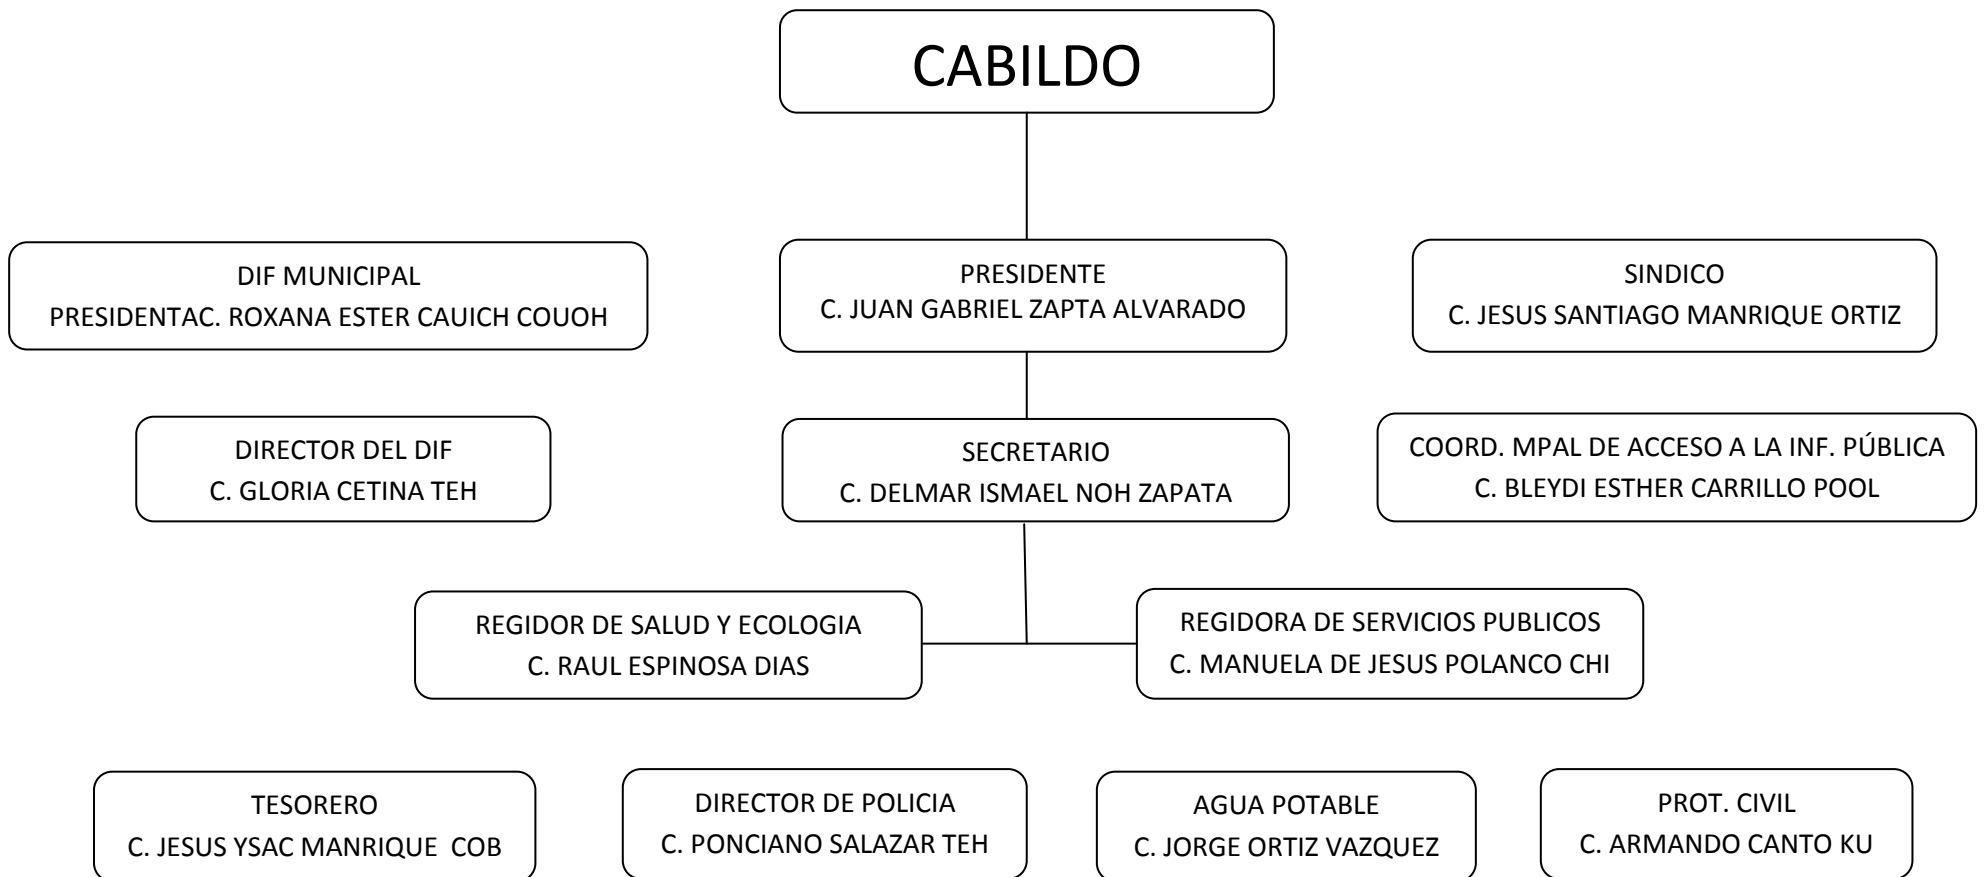 CABILDO
DIF MUNICIPAL
PRESIDENTAC. ROXANA ESTER CAUICH COUOH
PRESIDENTE
C. JUAN GABRIEL ZAPTA ALVARADO
SINDICO
C. JESUS SANTIAGO MANRIQUE ORTIZ
DIRECTOR DEL DIF
C. GLORIA CETINA TEH
SECRETARIO
C. DELMAR ISMAEL NOH ZAPATA
COORD. MPAL DE ACCESO A LA INF. PÚBLICA
C. BLEYDI ESTHER CARRILLO POOL
REGIDOR DE SALUD Y ECOLOGIA
C. RAUL ESPINOSA DIAS
REGIDORA DE SERVICIOS PUBLICOS
C. MANUELA DE JESUS POLANCO CHI
TESORERO
C. JESUS YSAC MANRIQUE  COB
DIRECTOR DE POLICIA
C. PONCIANO SALAZAR TEH
AGUA POTABLE
C. JORGE ORTIZ VAZQUEZ
PROT. CIVIL
C. ARMANDO CANTO KU